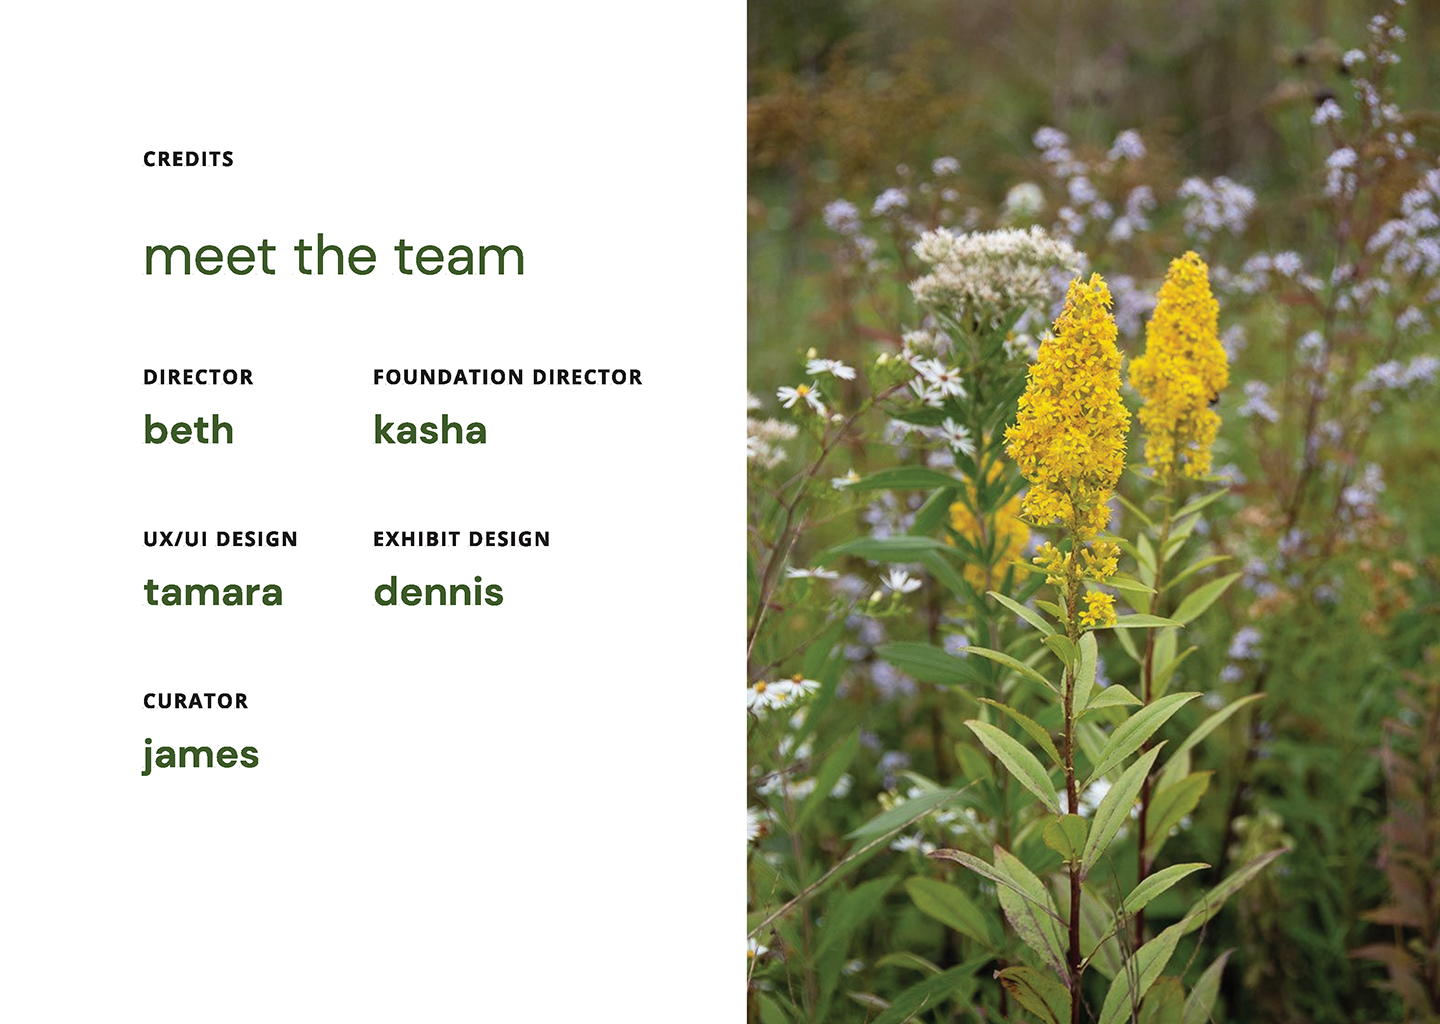 CREDITS
meet the team
DIRECTOR
beth
FOUNDATION DIRECTOR
kasha
UX/UI DESIGN
tamara
EXHIBIT DESIGN
dennis
CURATOR
james